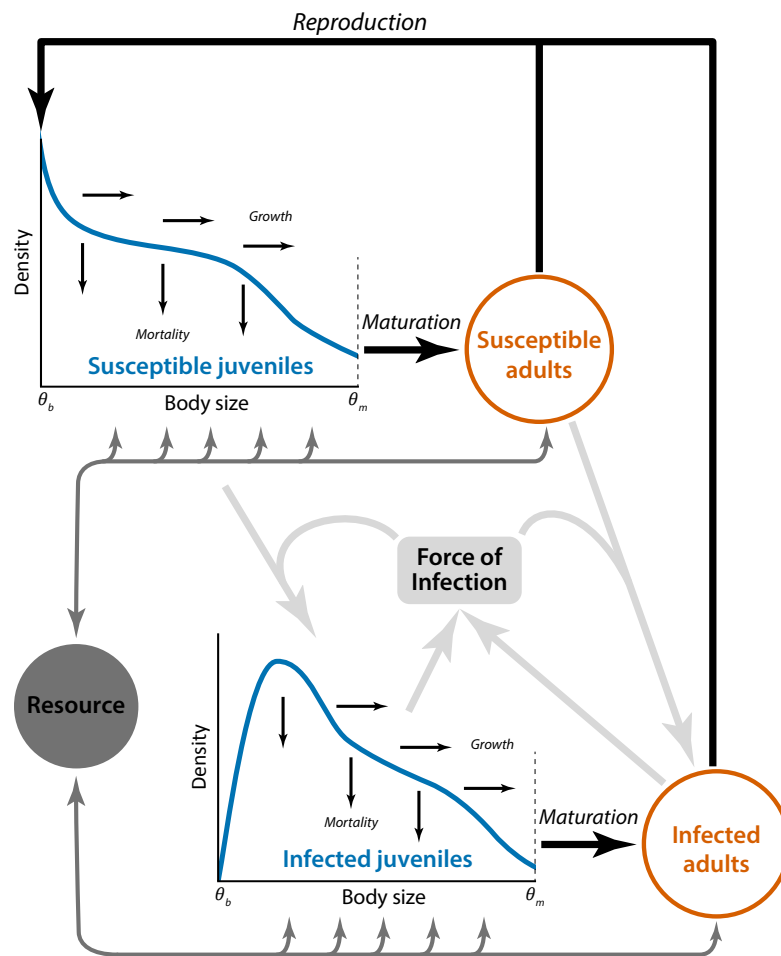 Reproduction
Density
Growth
Mortality
Susceptible juveniles
θb
Body size
θm
Maturation
Susceptible
adults
Force of
Infection
Resource
Density
Growth
Mortality
Infected juveniles
θb
Body size
θm
Maturation
Infected
adults